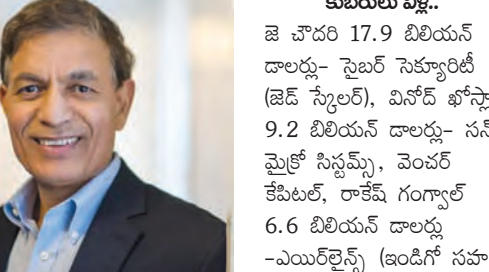 కుబేరులు వీళ్లే..
జె చౌదరి 17.9 బిలియన్
డాలర్లు– సైబర్ సెక్యూరిటీ
(జెడ్ స్కేలర్), వినోద్ ఖోస్లా
9.2 బిలియన్ డాలర్లు– సన్
మైక్రో సిస్టమ్స్, వెంచర్
కేపిటల్, రాకేష్ గంగ్వాల్
6.6 బిలియన్ డాలర్లు
–ఎయిర్‌లైన్స్ (ఇండిగో సహ